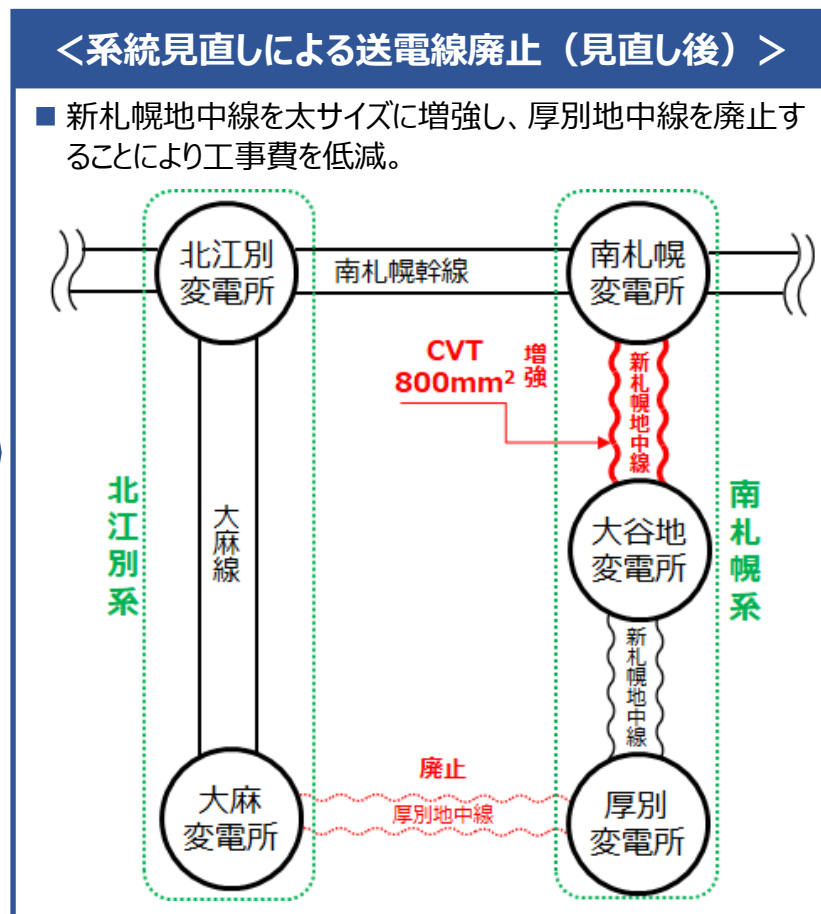 ＜系統見直しによる送電線廃止（見直し後）＞
■ 新札幌地中線を太サイズに増強し、厚別地中線を廃止す
ることにより工事費を低減。
北江別
変電所
南札幌幹線
南札幌
変電所
CVT
800mm²
増強
新札幌地中線
北江別系
大麻線
大谷地
変電所
南札幌系
新札幌地中線
大麻
変電所
廃止
厚別地中線
厚別
変電所